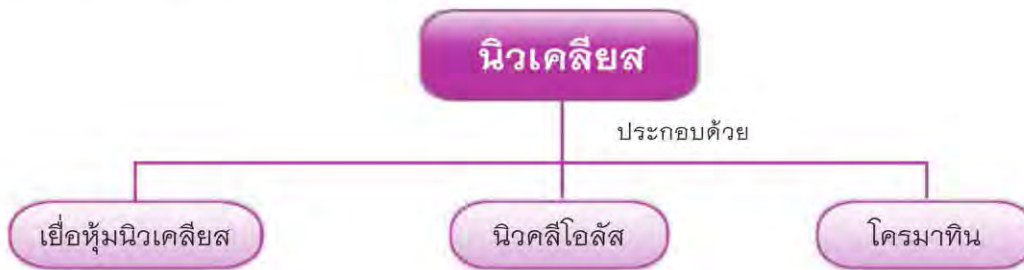 นิวเคลียส
ประกอบด้วย
เยื่อหุ้มนิวเคลียส
นิวคลีโอลัส
โครมาทิน